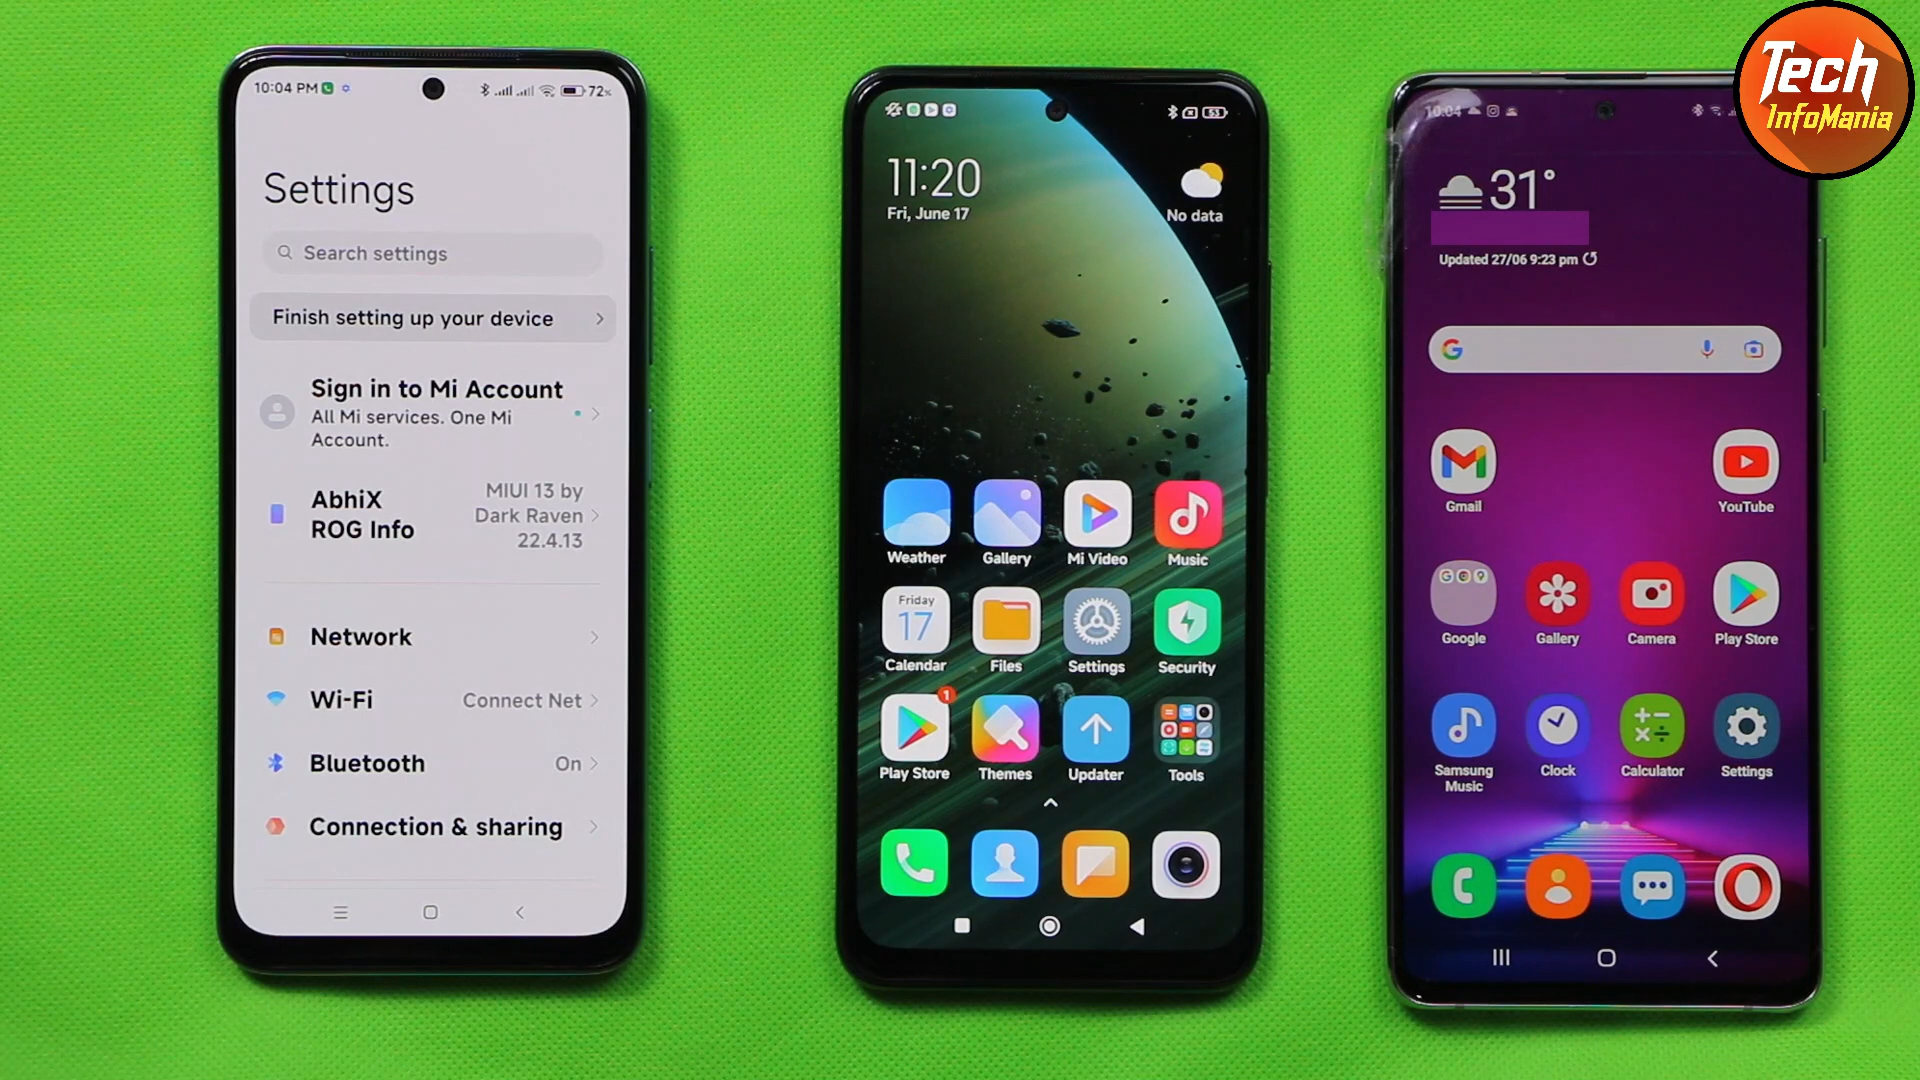 Tech
InfoMania
10:04 PM
72%
Settings
Search settings
Finish setting up your device
Sign in to Mi Account
All Mi services. One Mi
Account.
AbhiX
ROG Info
MIUI 13 by
Dark Raven
22.4.13
Network
Wi-Fi
Connect Net
Bluetooth
On
Connection & sharing
53
11:20
Fri, June 17
No data
Weather
Gallery
Mi Video
Music
Friday
17
Calendar
Files
Settings
Security
1
Play Store
Themes
Updater
Tools
10:04
31°
Updated 27/06 9:23 pm
Gmail
YouTube
Google
Gallery
Camera
Play Store
Samsung
Music
Clock
Calculator
Settings